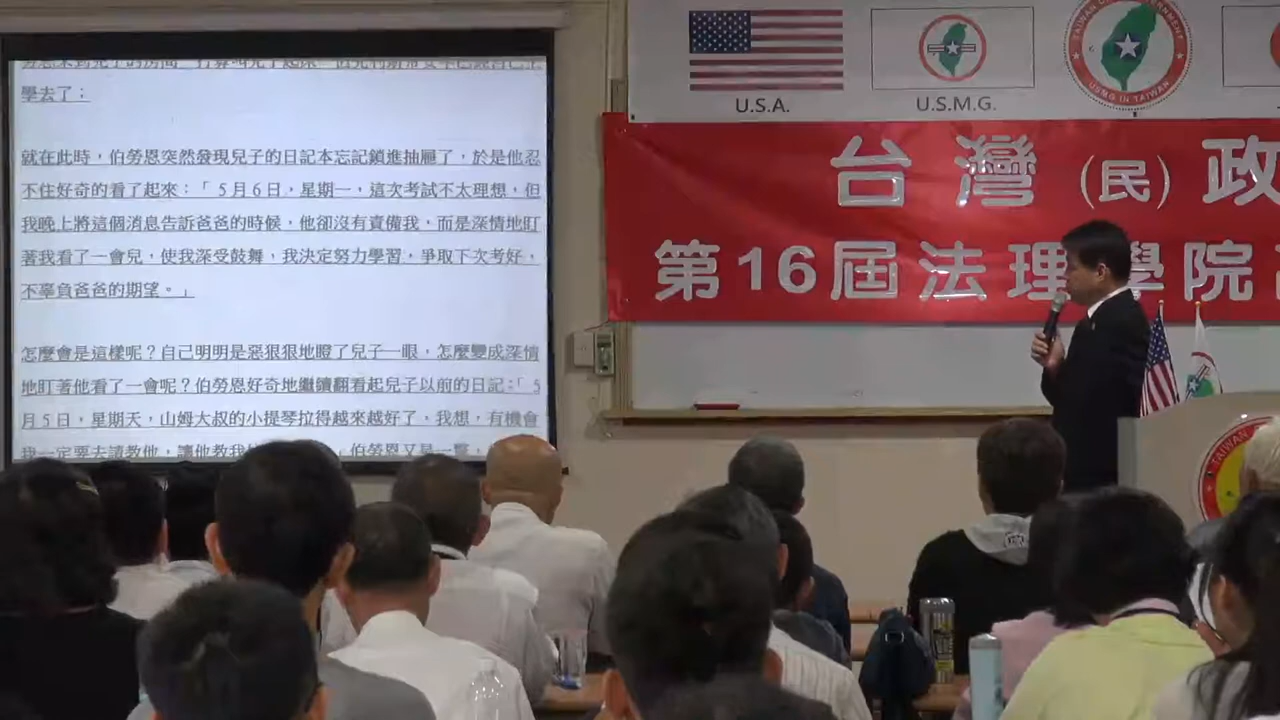 學去了；
就在此時，伯勞恩突然發現兒子的日記本忘記鎖進抽屜了，於是他忍
不住好奇的看了起來：「５月６日，星期一，這次考試不太理想，但
我晚上將這個消息告訴爸爸的時候，他卻沒有責備我，而是深情地盯
著我看了一會兒，使我深受鼓舞，我決定努力學習，爭取下次考好，
不辜負爸爸的期望。」
怎麼會是這樣呢？自己明明是惡狠狠地瞪了兒子一眼，怎麼變成深情
地盯著他看了一會呢？伯勞恩好奇地繼續翻看起兒子以前的日記：「５
月５日，星期天，山姆大叔的小提琴拉得越來越好了，我想，有機會
我一定要去請教他，讓他教我
U.S.A.
U.S.M.G.
USMG IN TAIWAN
台灣（民）政
第16屆法理學院
TAIWAN